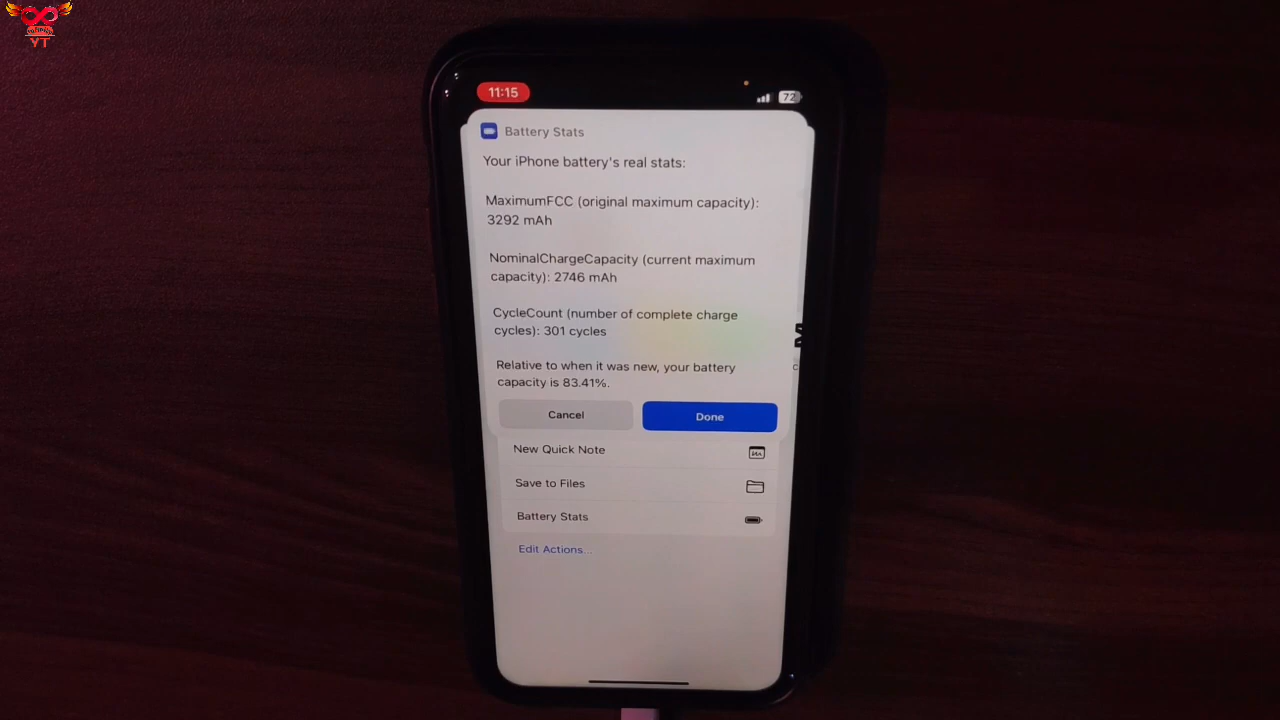 YT
11:15
72
Battery Stats
Your iPhone battery's real stats:
MaximumFCC (original maximum capacity):
3292 mAh
NominalChargeCapacity (current maximum
capacity): 2746 mAh
CycleCount (number of complete charge
cycles): 301 cycles
Relative to when it was new, your battery
capacity is 83.41%.
Cancel
Done
New Quick Note
Save to Files
Battery Stats
Edit Actions...